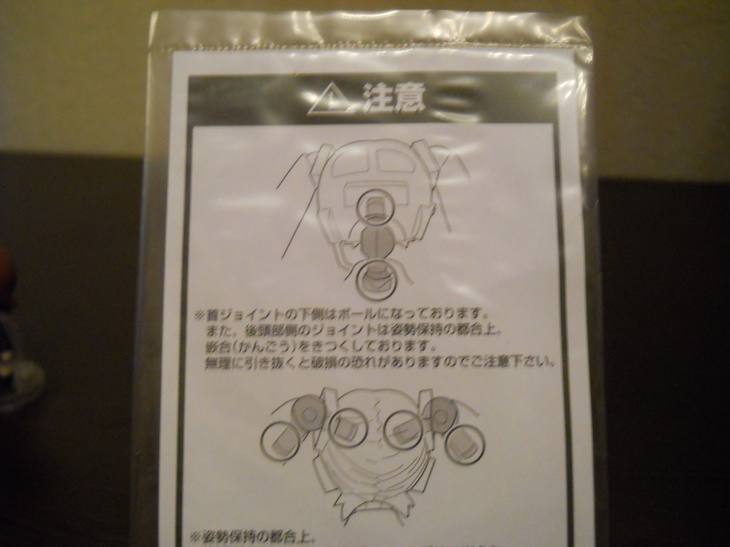 注意
※首ジョイントの下側はボールになっております。
また、後頭部側のジョイントは姿勢保持の都合上、
嵌合(かんごう)をきつくしております。
無理に引き抜くと破損の恐れがありますのでご注意下さい。
※姿勢保持の都合上、